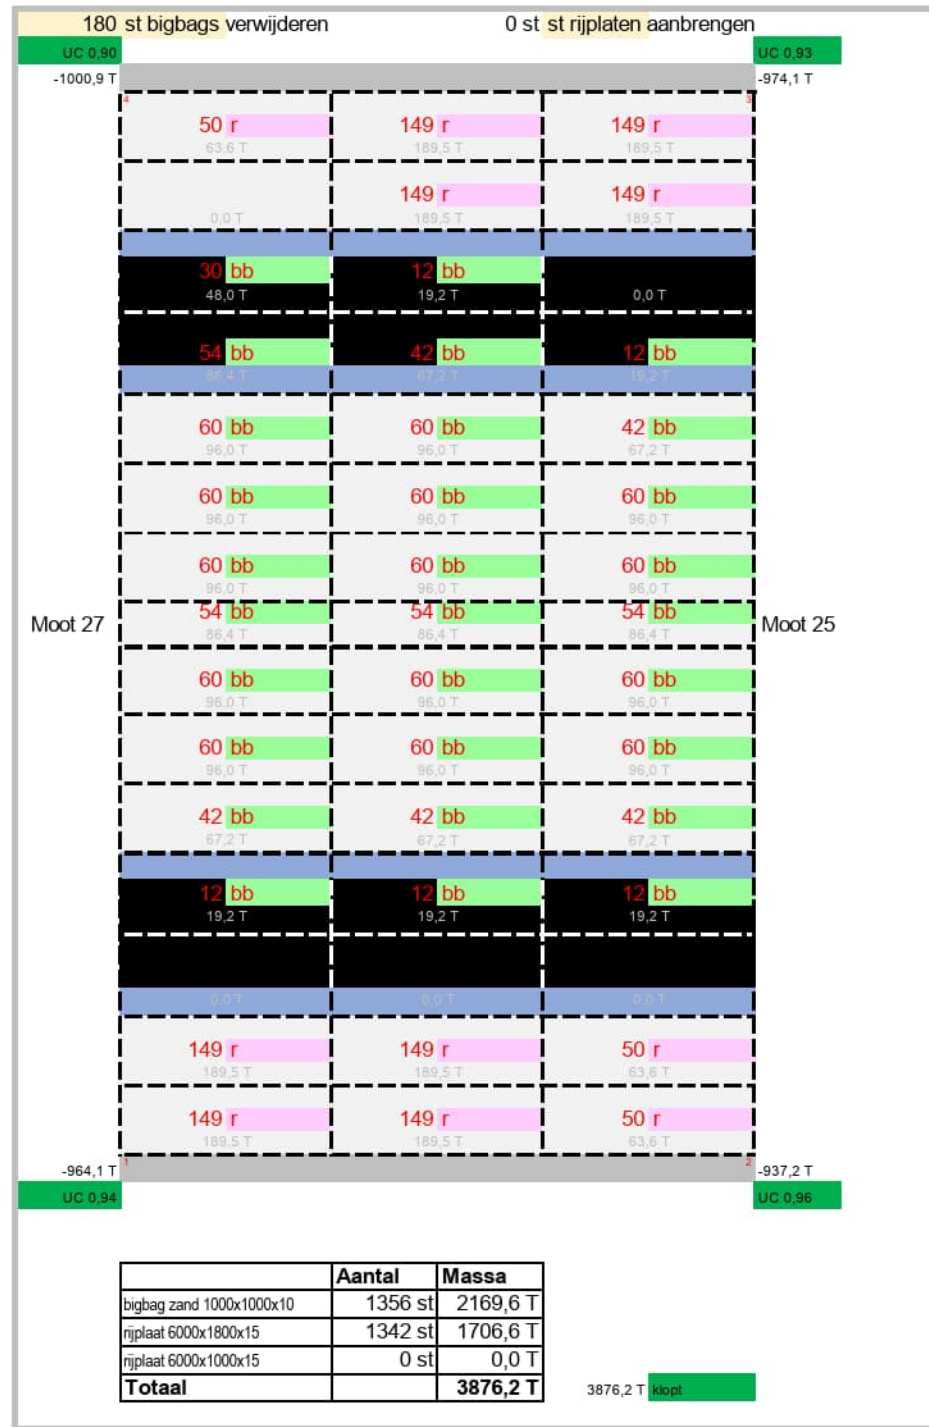 180 st bigbags verwijderen 0 st st rijplaten aanbrengen
UC 0,90 UC 0,93
-1000,9 T -974,1 T
4 3
50 r 149 r 149 r
63,6 T 189,5 T 189,5 T
149 r 149 r
0,0 T 189,5 T 189,5 T
30 bb 12 bb
48,0 T 19,2 T 0,0 T
54 bb 42 bb 12 bb
86,4 T 67,2 T 19,2 T
60 bb 60 bb 42 bb
96,0 T 96,0 T 67,2 T
60 bb 60 bb 60 bb
96,0 T 96,0 T 96,0 T
60 bb 60 bb 60 bb
96,0 T 96,0 T 96,0 T
54 bb 54 bb 54 bb
Moot 27 86,4 T 86,4 T 86,4 T Moot 25
60 bb 60 bb 60 bb
96,0 T 96,0 T 96,0 T
60 bb 60 bb 60 bb
96,0 T 96,0 T 96,0 T
42 bb 42 bb 42 bb
67,2 T 67,2 T 67,2 T
12 bb 12 bb 12 bb
19,2 T 19,2 T 19,2 T
0,0 T 0,0 T 0,0 T
149 r 149 r 50 r
189,5 T 189,5 T 63,6 T
149 r 149 r 50 r
189,5 T 189,5 T 63,6 T
-964,1 T 1 2 -937,2 T
UC 0,94 UC 0,96
Aantal Massa
bigbag zand 1000x1000x10 1356 st 2169,6 T
rijplaat 6000x1800x15 1342 st 1706,6 T
rijplaat 6000x1000x15 0 st 0,0 T
Totaal 3876,2 T 3876,2 T klopt